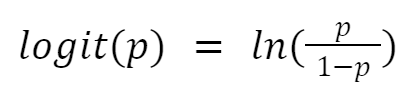 logit(p) = ln(p/1−p)